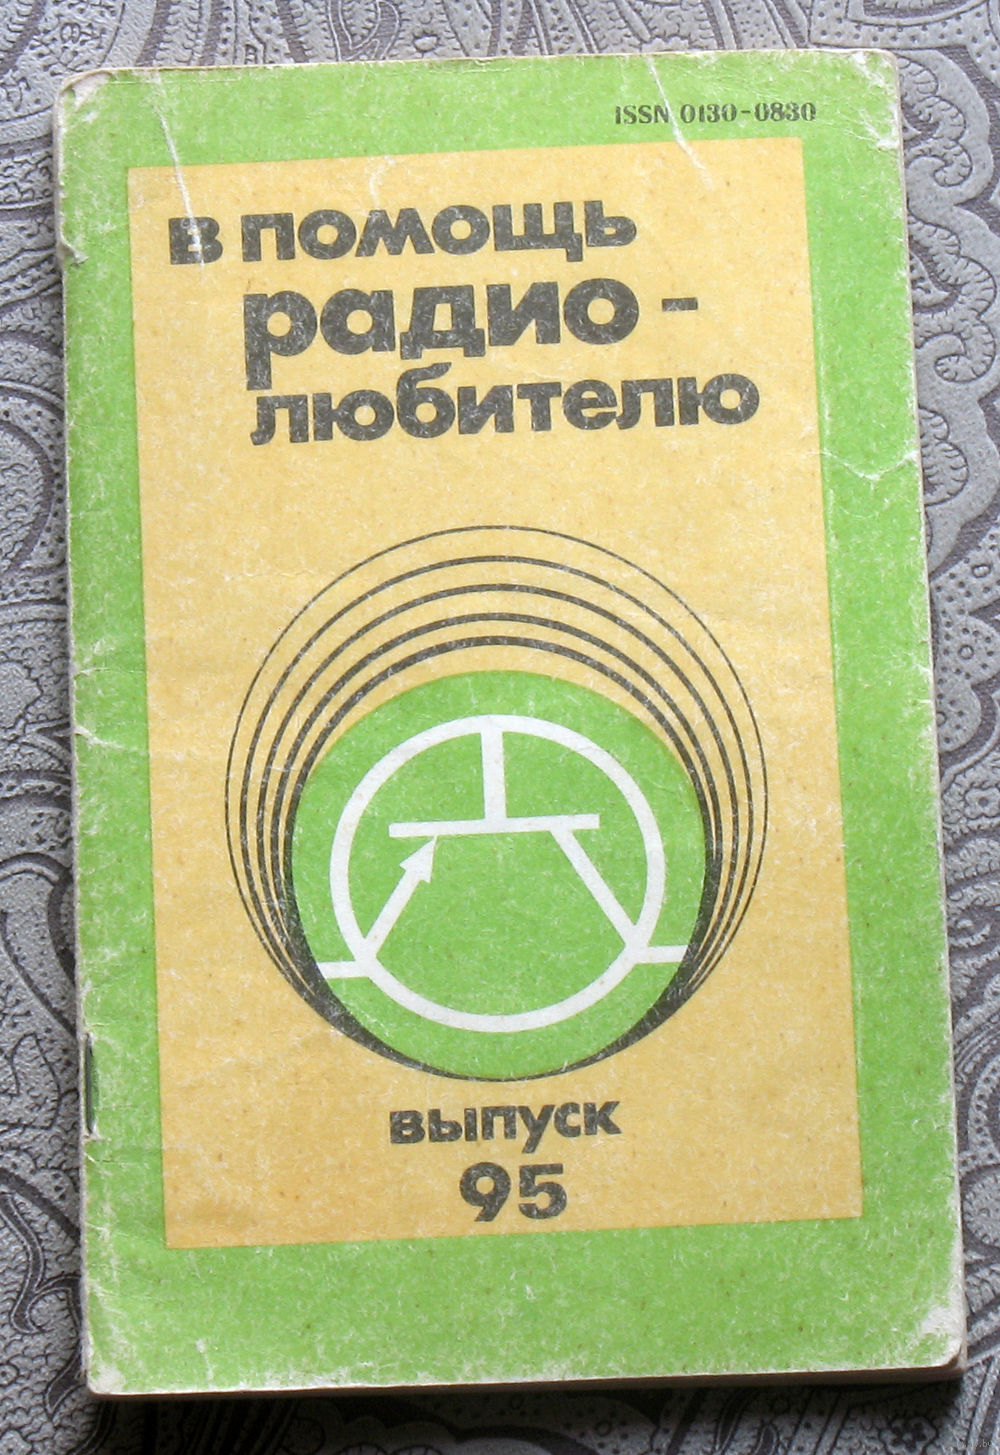 ISSN 0130-0830
в помощь
радио-
любителю
выпуск
95